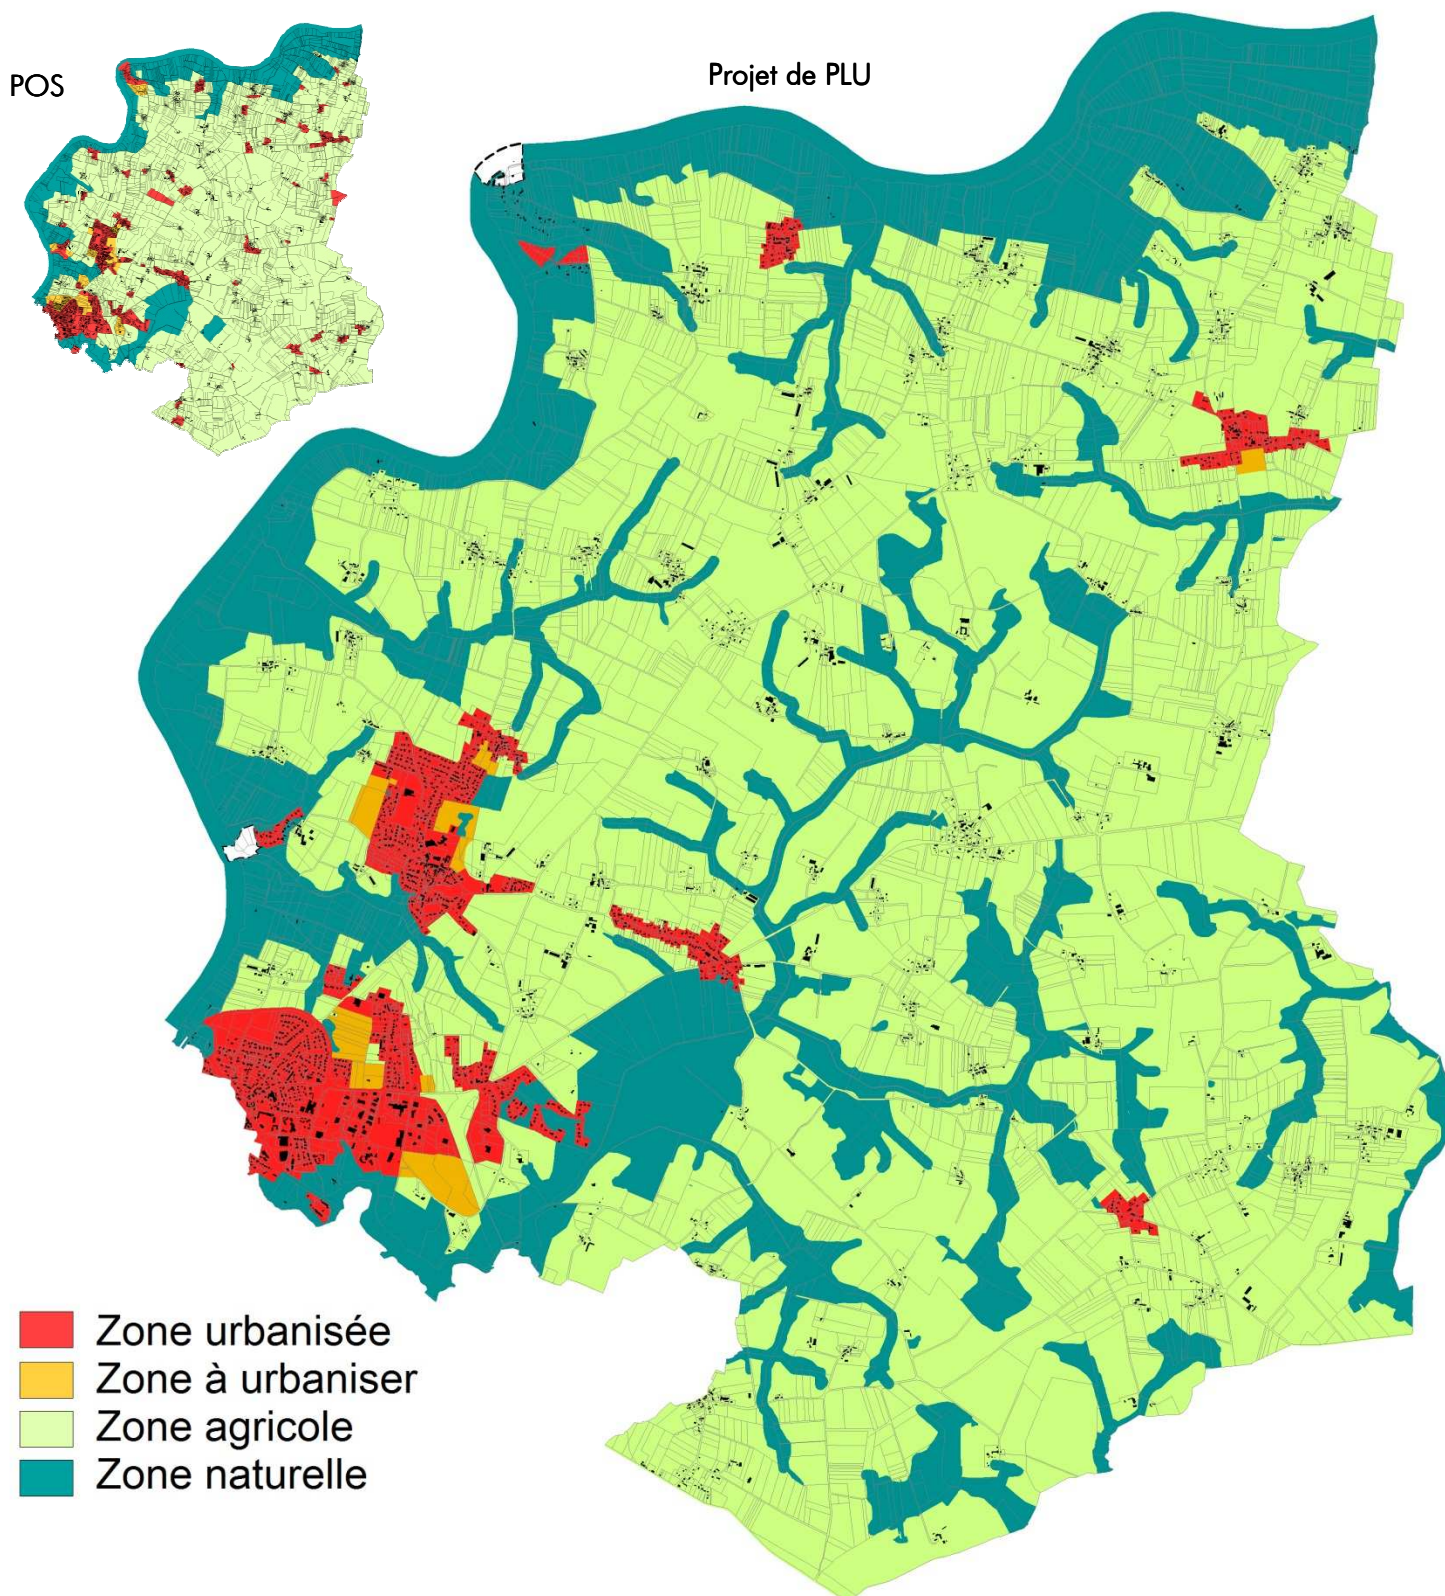 POS
Projet de PLU
Zone urbanisée
Zone à urbaniser
Zone agricole
Zone naturelle